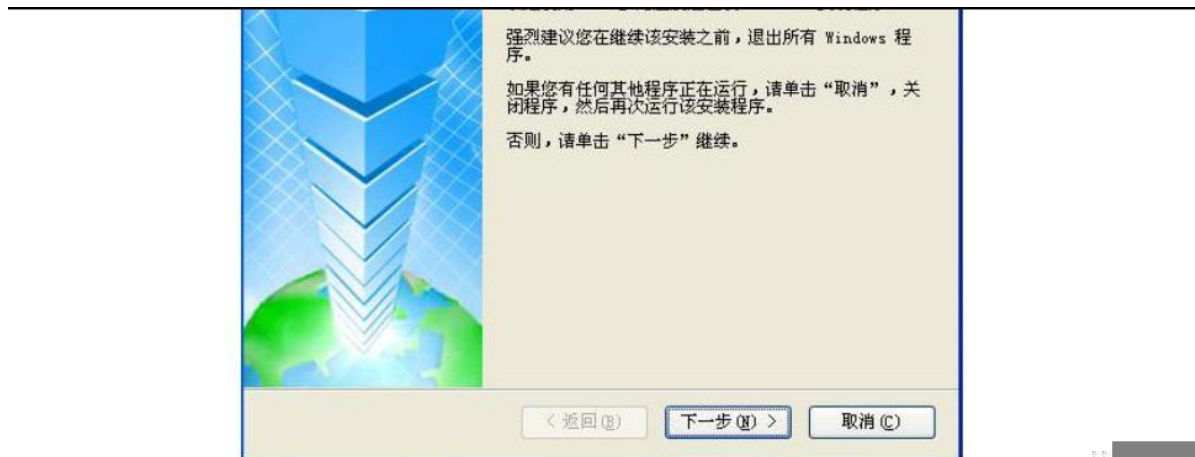 强烈建议您在继续该安装之前，退出所有 Windows 程
序。
如果您有任何其他程序正在运行，请单击“取消”，关
闭程序，然后再次运行该安装程序。
否则，请单击“下一步”继续。
< 返回(B)
下一步(N) >
取消(C)